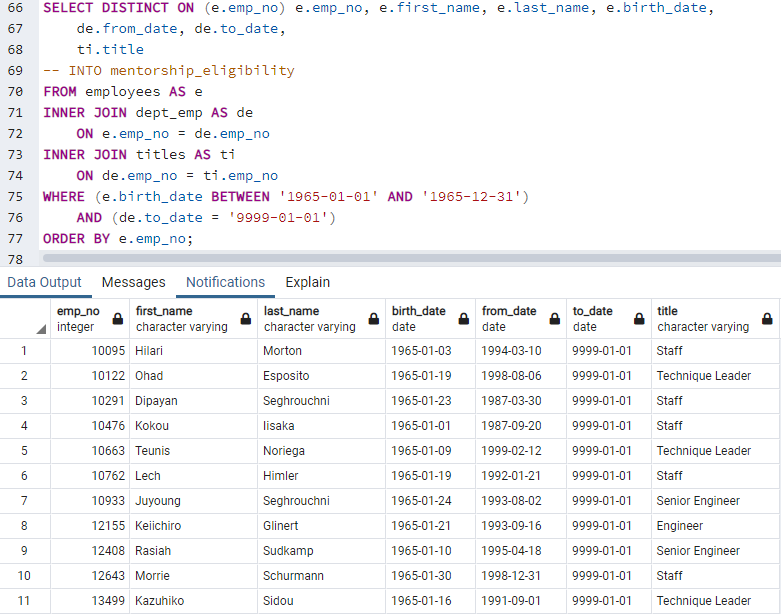 66 SELECT DISTINCT ON (e.emp_no) e.emp_no, e.first_name, e.last_name, e.birth_date,
67 de.from_date, de.to_date,
68 ti.title
69 -- INTO mentorship_eligibility
70 FROM employees AS e
71 INNER JOIN dept_emp AS de
72 ON e.emp_no = de.emp_no
73 INNER JOIN titles AS ti
74 ON de.emp_no = ti.emp_no
75 WHERE (e.birth_date BETWEEN '1965-01-01' AND '1965-12-31')
76 AND (de.to_date = '9999-01-01')
77 ORDER BY e.emp_no;
78
Data Output Messages Notifications Explain
emp_no first_name last_name birth_date from_date to_date title
integer character varying character varying date date date character varying
1 10095 Hilari Morton 1965-01-03 1994-03-10 9999-01-01 Staff
2 10122 Ohad Esposito 1965-01-19 1998-08-06 9999-01-01 Technique Leader
3 10291 Dipayan Seghrouchni 1965-01-23 1987-03-30 9999-01-01 Staff
4 10476 Kokou Iisaka 1965-01-01 1987-09-20 9999-01-01 Staff
5 10663 Teunis Noriega 1965-01-09 1999-02-12 9999-01-01 Technique Leader
6 10762 Lech Himler 1965-01-19 1992-01-21 9999-01-01 Staff
7 10933 Juyoung Seghrouchni 1965-01-24 1993-08-02 9999-01-01 Senior Engineer
8 12155 Keiichiro Glinert 1965-01-21 1993-09-16 9999-01-01 Engineer
9 12408 Rasiah Sudkamp 1965-01-10 1995-04-18 9999-01-01 Senior Engineer
10 12643 Morrie Schurmann 1965-01-30 1998-12-31 9999-01-01 Staff
11 13499 Kazuhiko Sidou 1965-01-16 1991-09-01 9999-01-01 Technique Leader